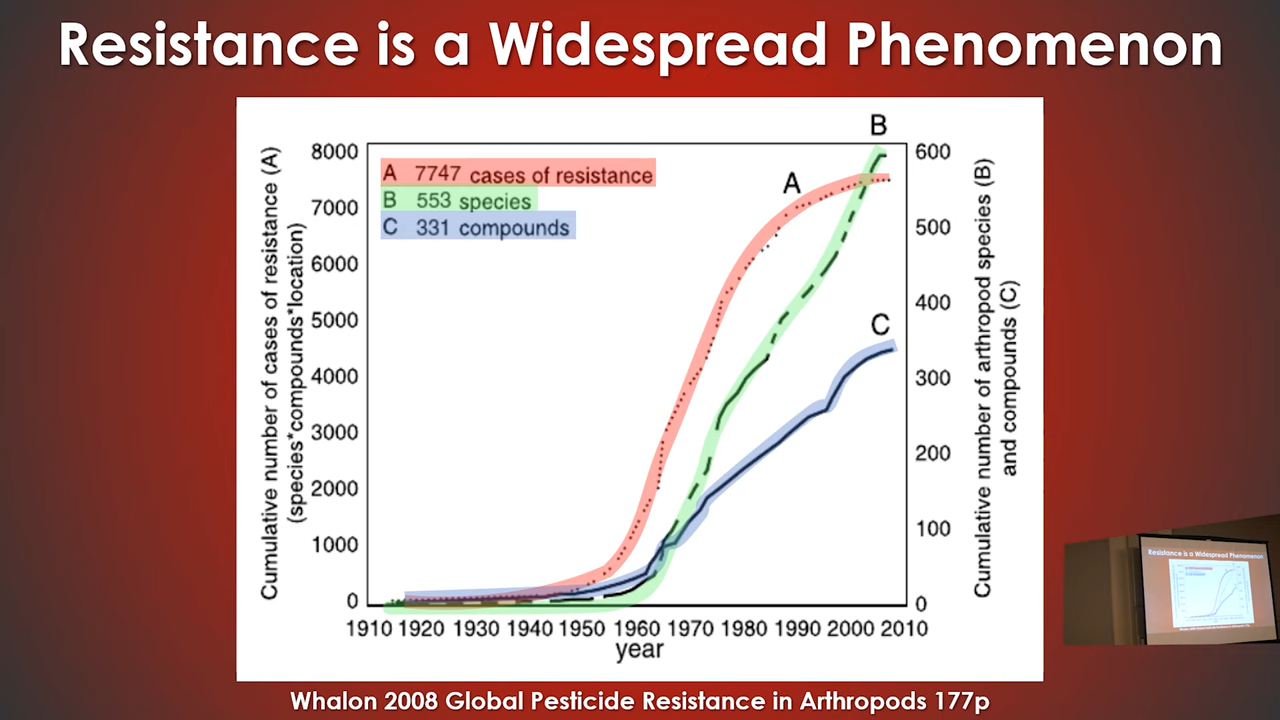 Resistance is a Widespread Phenomenon
Cumulative number of cases of resistance (A)
(species*compounds*location)
8000
7000
6000
5000
4000
3000
2000
1000
0
A 7747 cases of resistance
B 553 species
C 331 compounds
A
B
C
600
500
400
300
200
100
0
Cumulative number of arthropod species (B)
and compounds (C)
1910 1920 1930 1940 1950 1960 1970 1980 1990 2000 2010
year
Whalon 2008 Global Pesticide Resistance in Arthropods 177p
Resistance is a Widespread Phenomenon